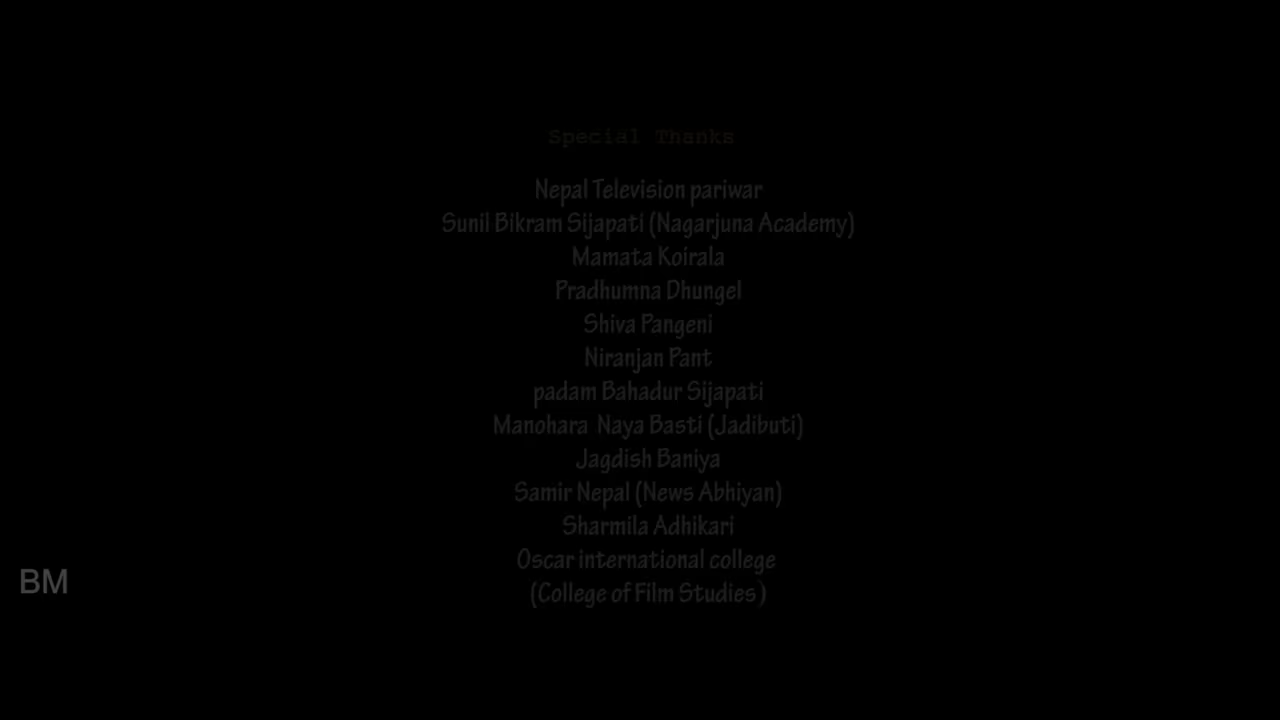 Special Thanks
Nepal Television pariwar
Sunil Bikram Sijapati (Nagarjuna Academy)
Mamata Koirala
Pradhumna Dhungel
Shiva Pangeni
Niranjan Pant
padam Bahadur Sijapati
Manohara Naya Basti (Jadibuti)
Jagdish Baniya
Samir Nepal (News Abhiyan)
Sharmila Adhikari
Oscar international college
(College of Film Studies)
BM